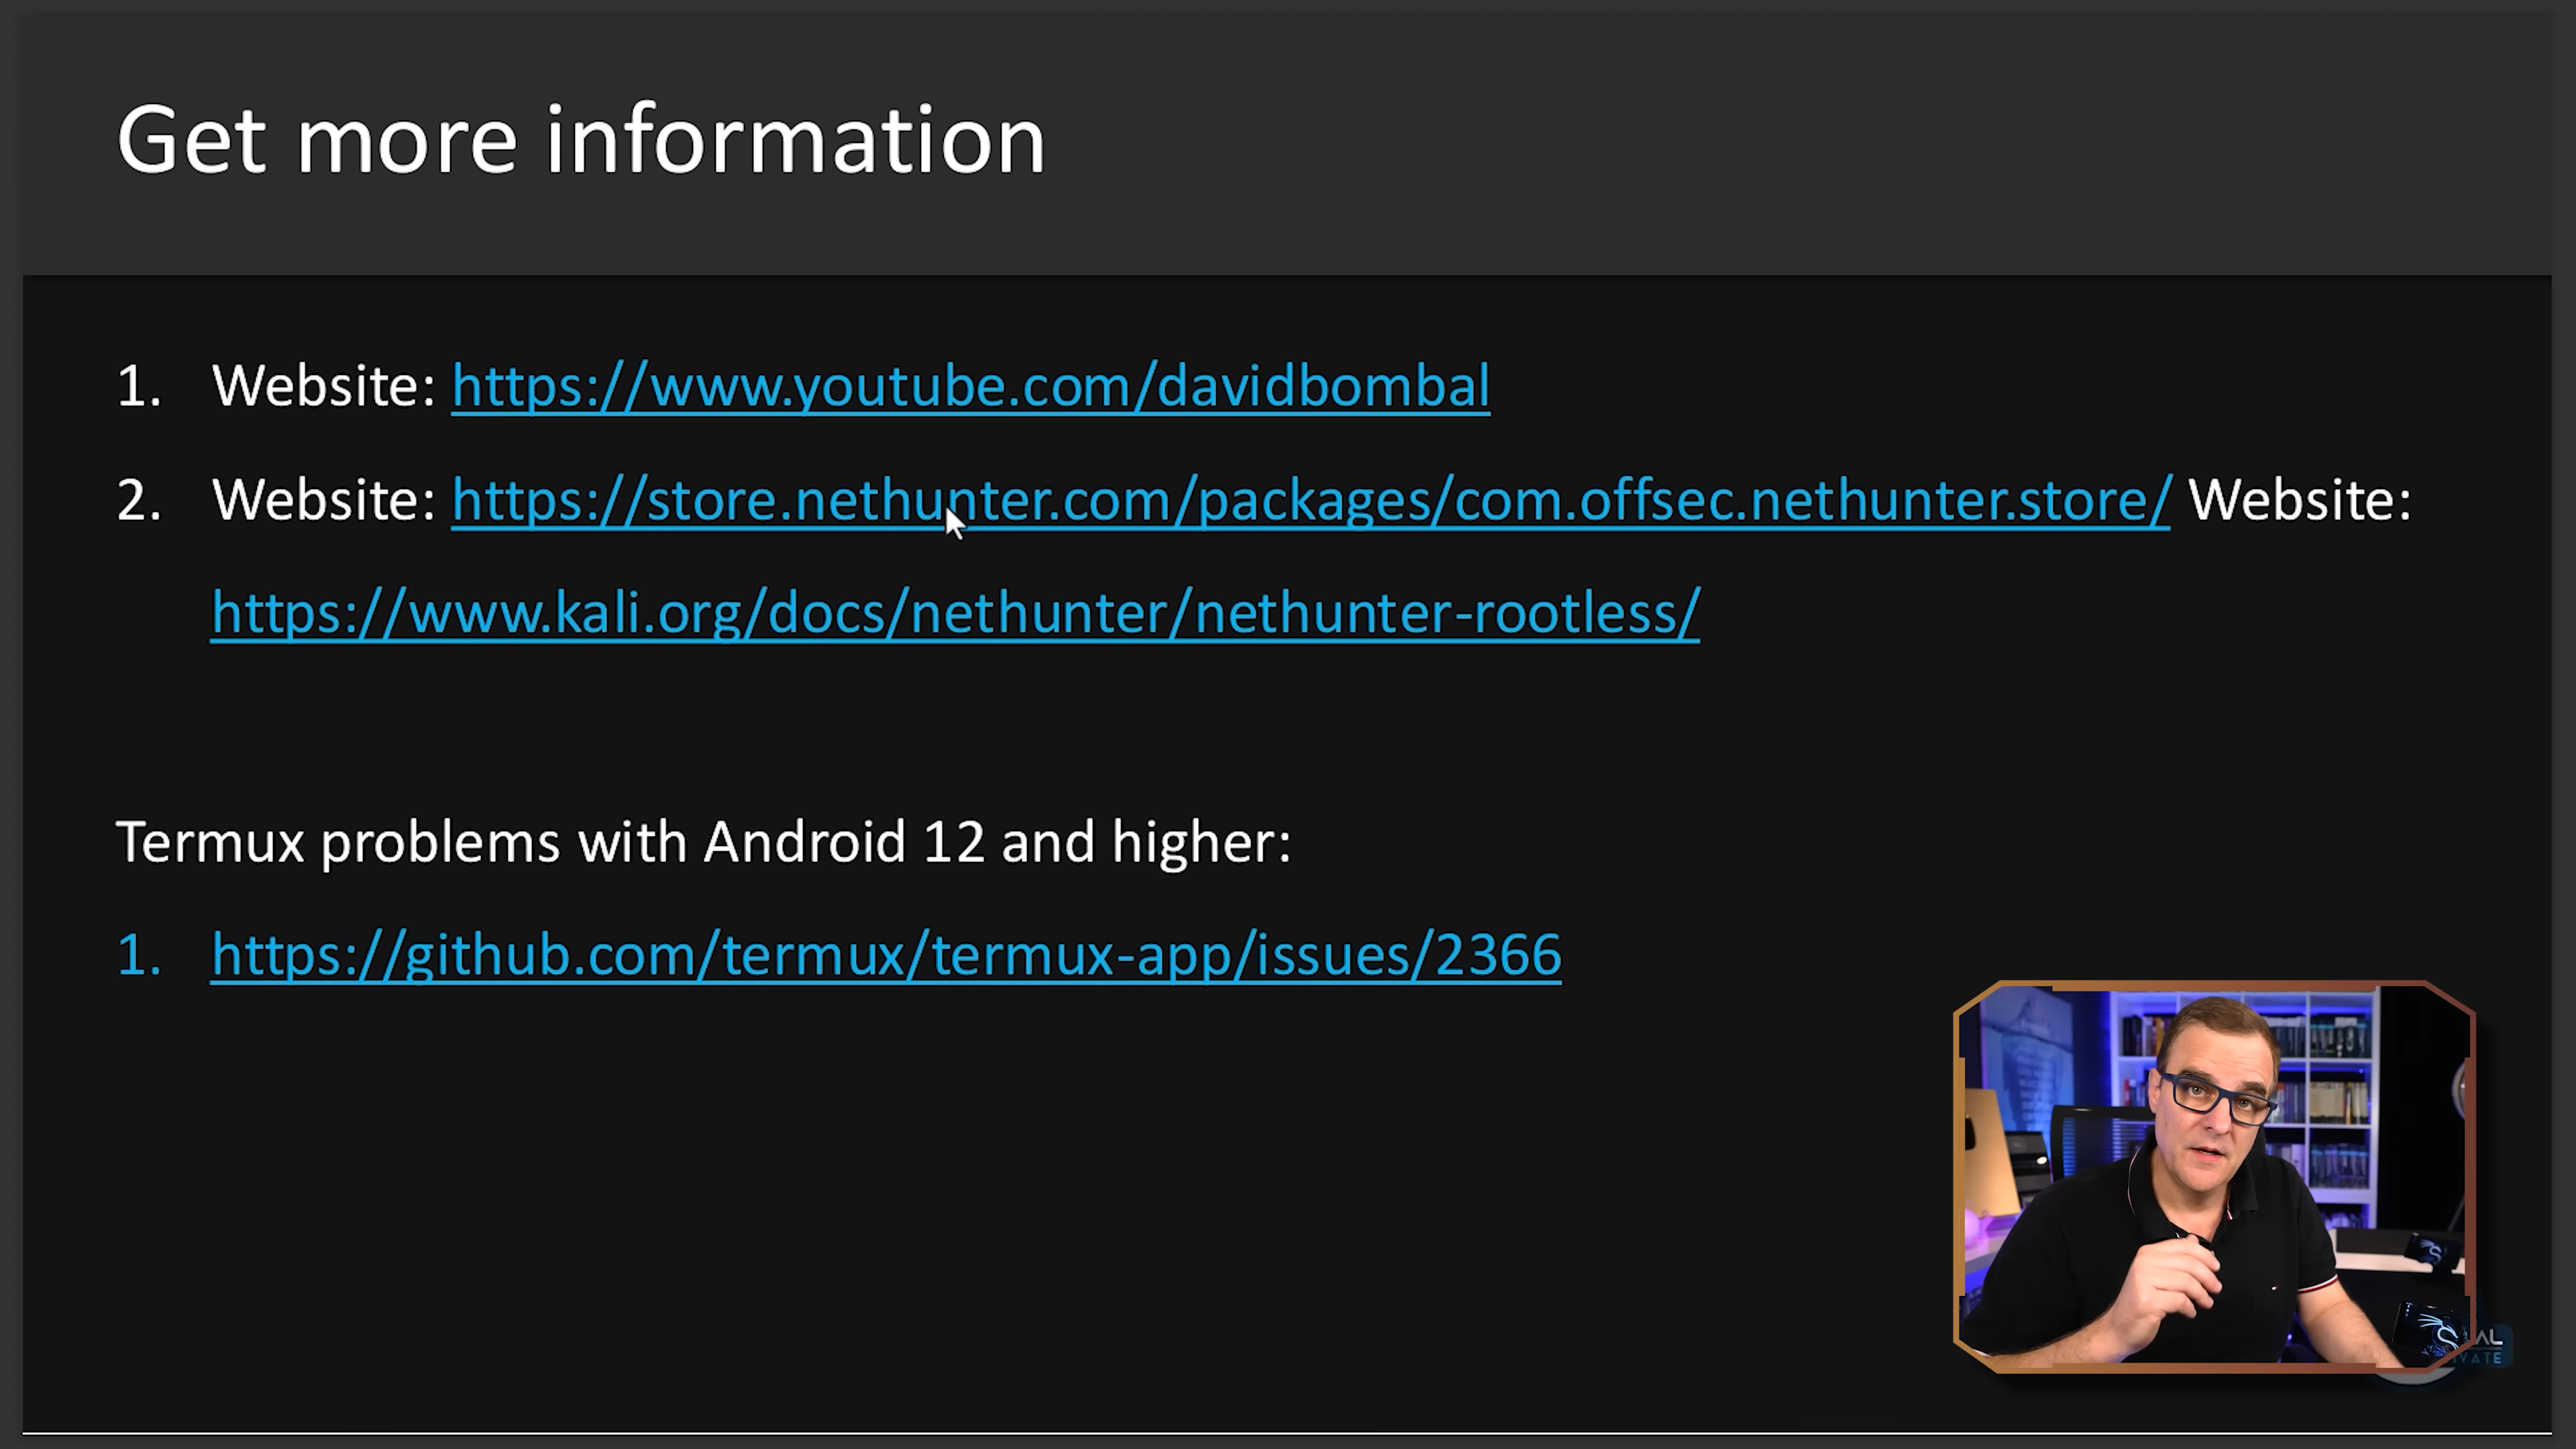 Get more information
1. Website: https://www.youtube.com/davidbombal
2. Website: https://store.nethunter.com/packages/com.offsec.nethunter.store/ Website:
https://www.kali.org/docs/nethunter/nethunter-rootless/
Termux problems with Android 12 and higher:
1. https://github.com/termux/termux-app/issues/2366